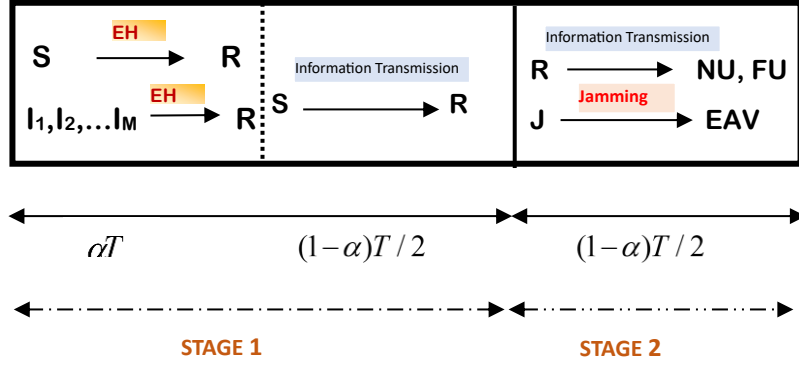 EH
S R
EH
I1,I2,...IM R
Information Transmission
S R
Information Transmission
R NU, FU
Jamming
J EAV
αT
(1−α)T / 2
(1−α)T / 2
STAGE 1
STAGE 2